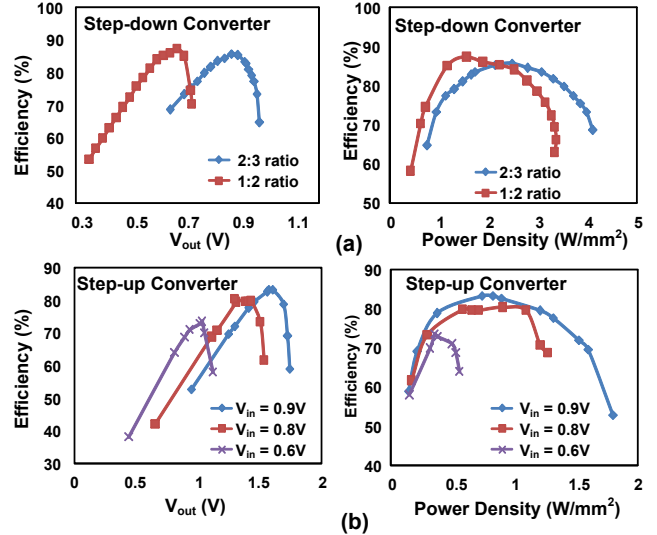 Step-down Converter
Efficiency (%)
100
90
80
70
60
50
40
2:3 ratio
1:2 ratio
0.3 0.5 0.7 0.9 1.1
Vout (V)
Step-down Converter
Efficiency (%)
100
90
80
70
60
50
2:3 ratio
1:2 ratio
0 1 2 3 4 5
Power Density (W/mm2)
(a)
Step-up Converter
Efficiency (%)
90
80
70
60
50
40
30
Vin = 0.9V
Vin = 0.8V
Vin = 0.6V
0 0.5 1 1.5 2
Vout (V)
Step-up Converter
Efficiency (%)
90
80
70
60
50
40
Vin = 0.9V
Vin = 0.8V
Vin = 0.6V
0 0.5 1 1.5 2
Power Density (W/mm2)
(b)